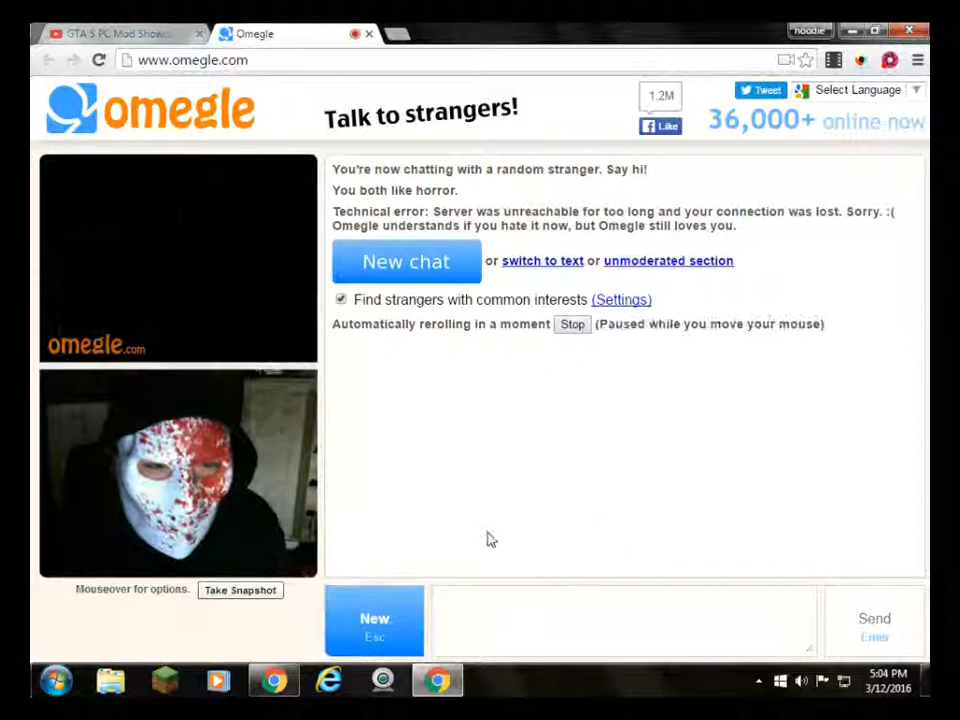 GTA 5 PC Mod Showc
Omegle
hoodie
www.omegle.com
omegle
Talk to strangers!
1.2M
Like
Tweet
Select Language
36,000+ online now
You're now chatting with a random stranger. Say hi!
You both like horror.
Technical error: Server was unreachable for too long and your connection was lost. Sorry. :(
Omegle understands if you hate it now, but Omegle still loves you.
New chat or switch to text or unmoderated section
Find strangers with common interests (Settings)
Automatically rerolling in a moment Stop (Paused while you move your mouse)
omegle.com
Mouseover for options. Take Snapshot
New
Esc
Send
Enter
5:04 PM
3/12/2016